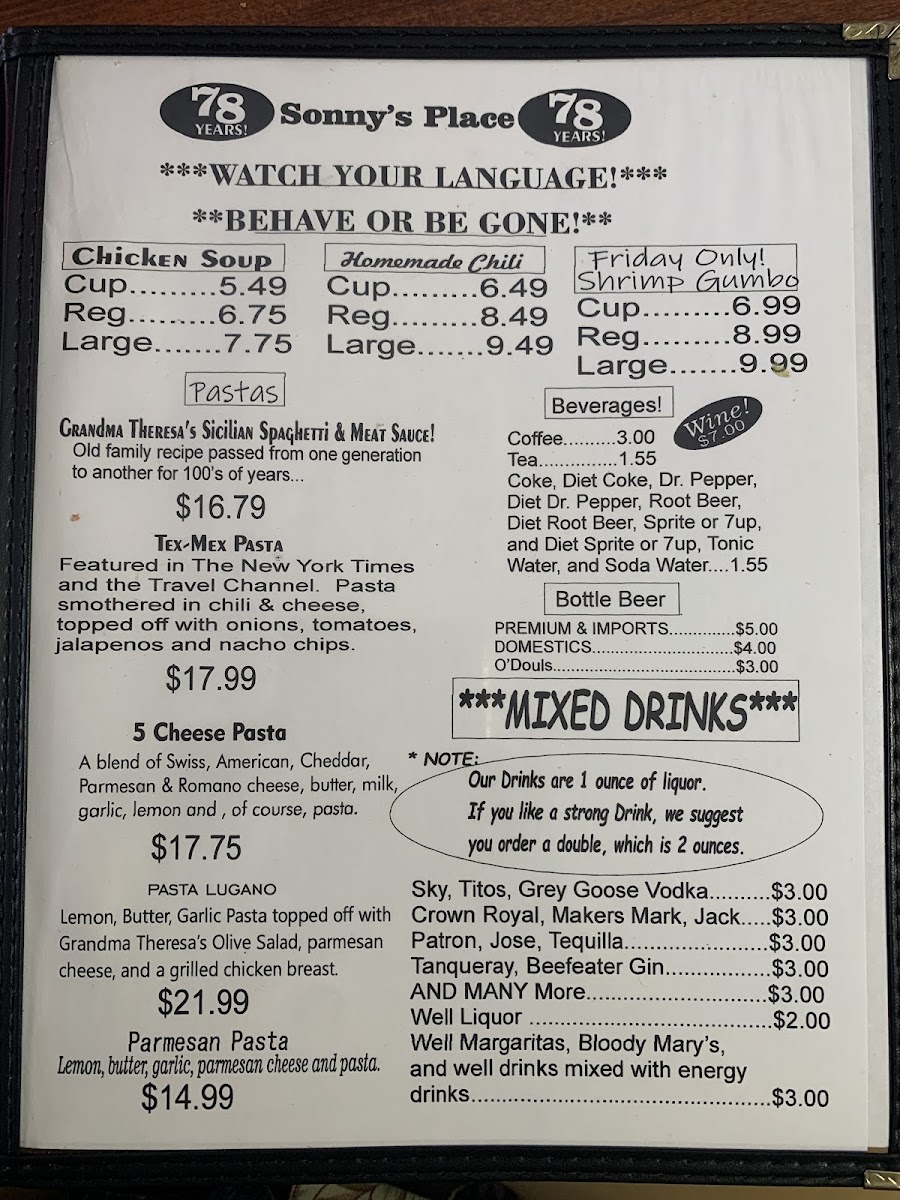 78 YEARS! Sonny's Place 78 YEARS!
***WATCH YOUR LANGUAGE!***
**BEHAVE OR BE GONE!**
Chicken Soup
Cup.........5.49
Reg.........6.75
Large.......7.75
Homemade Chili
Cup.........6.49
Reg.........8.49
Large.......9.49
Friday Only!
Shrimp Gumbo
Cup.........6.99
Reg.........8.99
Large.......9.99
Pastas
Grandma Theresa's Sicilian Spaghetti & Meat Sauce!
Old family recipe passed from one generation
to another for 100's of years...
$16.79
Tex-Mex Pasta
Featured in The New York Times
and the Travel Channel. Pasta
smothered in chili & cheese,
topped off with onions, tomatoes,
jalapenos and nacho chips.
$17.99
5 Cheese Pasta
A blend of Swiss, American, Cheddar,
Parmesan & Romano cheese, butter, milk,
garlic, lemon and , of course, pasta.
$17.75
PASTA LUGANO
Lemon, Butter, Garlic Pasta topped off with
Grandma Theresa's Olive Salad, parmesan
cheese, and a grilled chicken breast.
$21.99
Parmesan Pasta
Lemon, butter, garlic, parmesan cheese and pasta.
$14.99
Beverages!
Wine!
$7.00
Coffee..........3.00
Tea...............1.55
Coke, Diet Coke, Dr. Pepper,
Diet Dr. Pepper, Root Beer,
Diet Root Beer, Sprite or 7up,
and Diet Sprite or 7up, Tonic
Water, and Soda Water....1.55
Bottle Beer
PREMIUM & IMPORTS.............$5.00
DOMESTICS.............................$4.00
O'Douls.....................................$3.00
***MIXED DRINKS***
* NOTE:
Our Drinks are 1 ounce of liquor.
If you like a strong Drink, we suggest
you order a double, which is 2 ounces.
Sky, Titos, Grey Goose Vodka..........$3.00
Crown Royal, Makers Mark, Jack.....$3.00
Patron, Jose, Tequila.......................$3.00
Tanqueray, Beefeater Gin.................$3.00
AND MANY More.............................$3.00
Well Liquor .......................................$2.00
Well Margaritas, Bloody Mary's,
and well drinks mixed with energy
drinks................................................$3.00